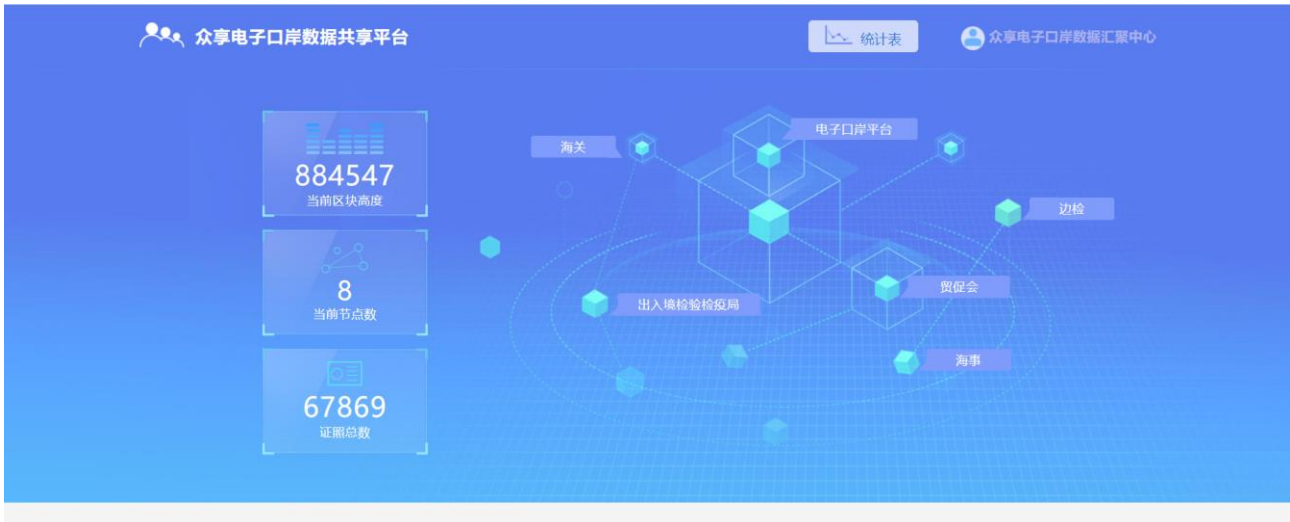 众享电子口岸数据共享平台
统计表
众享电子口岸数据汇聚中心
884547
当前区块高度
8
当前节点数
67869
证照总数
海关
电子口岸平台
边检
贸促会
出入境检验检疫局
海事